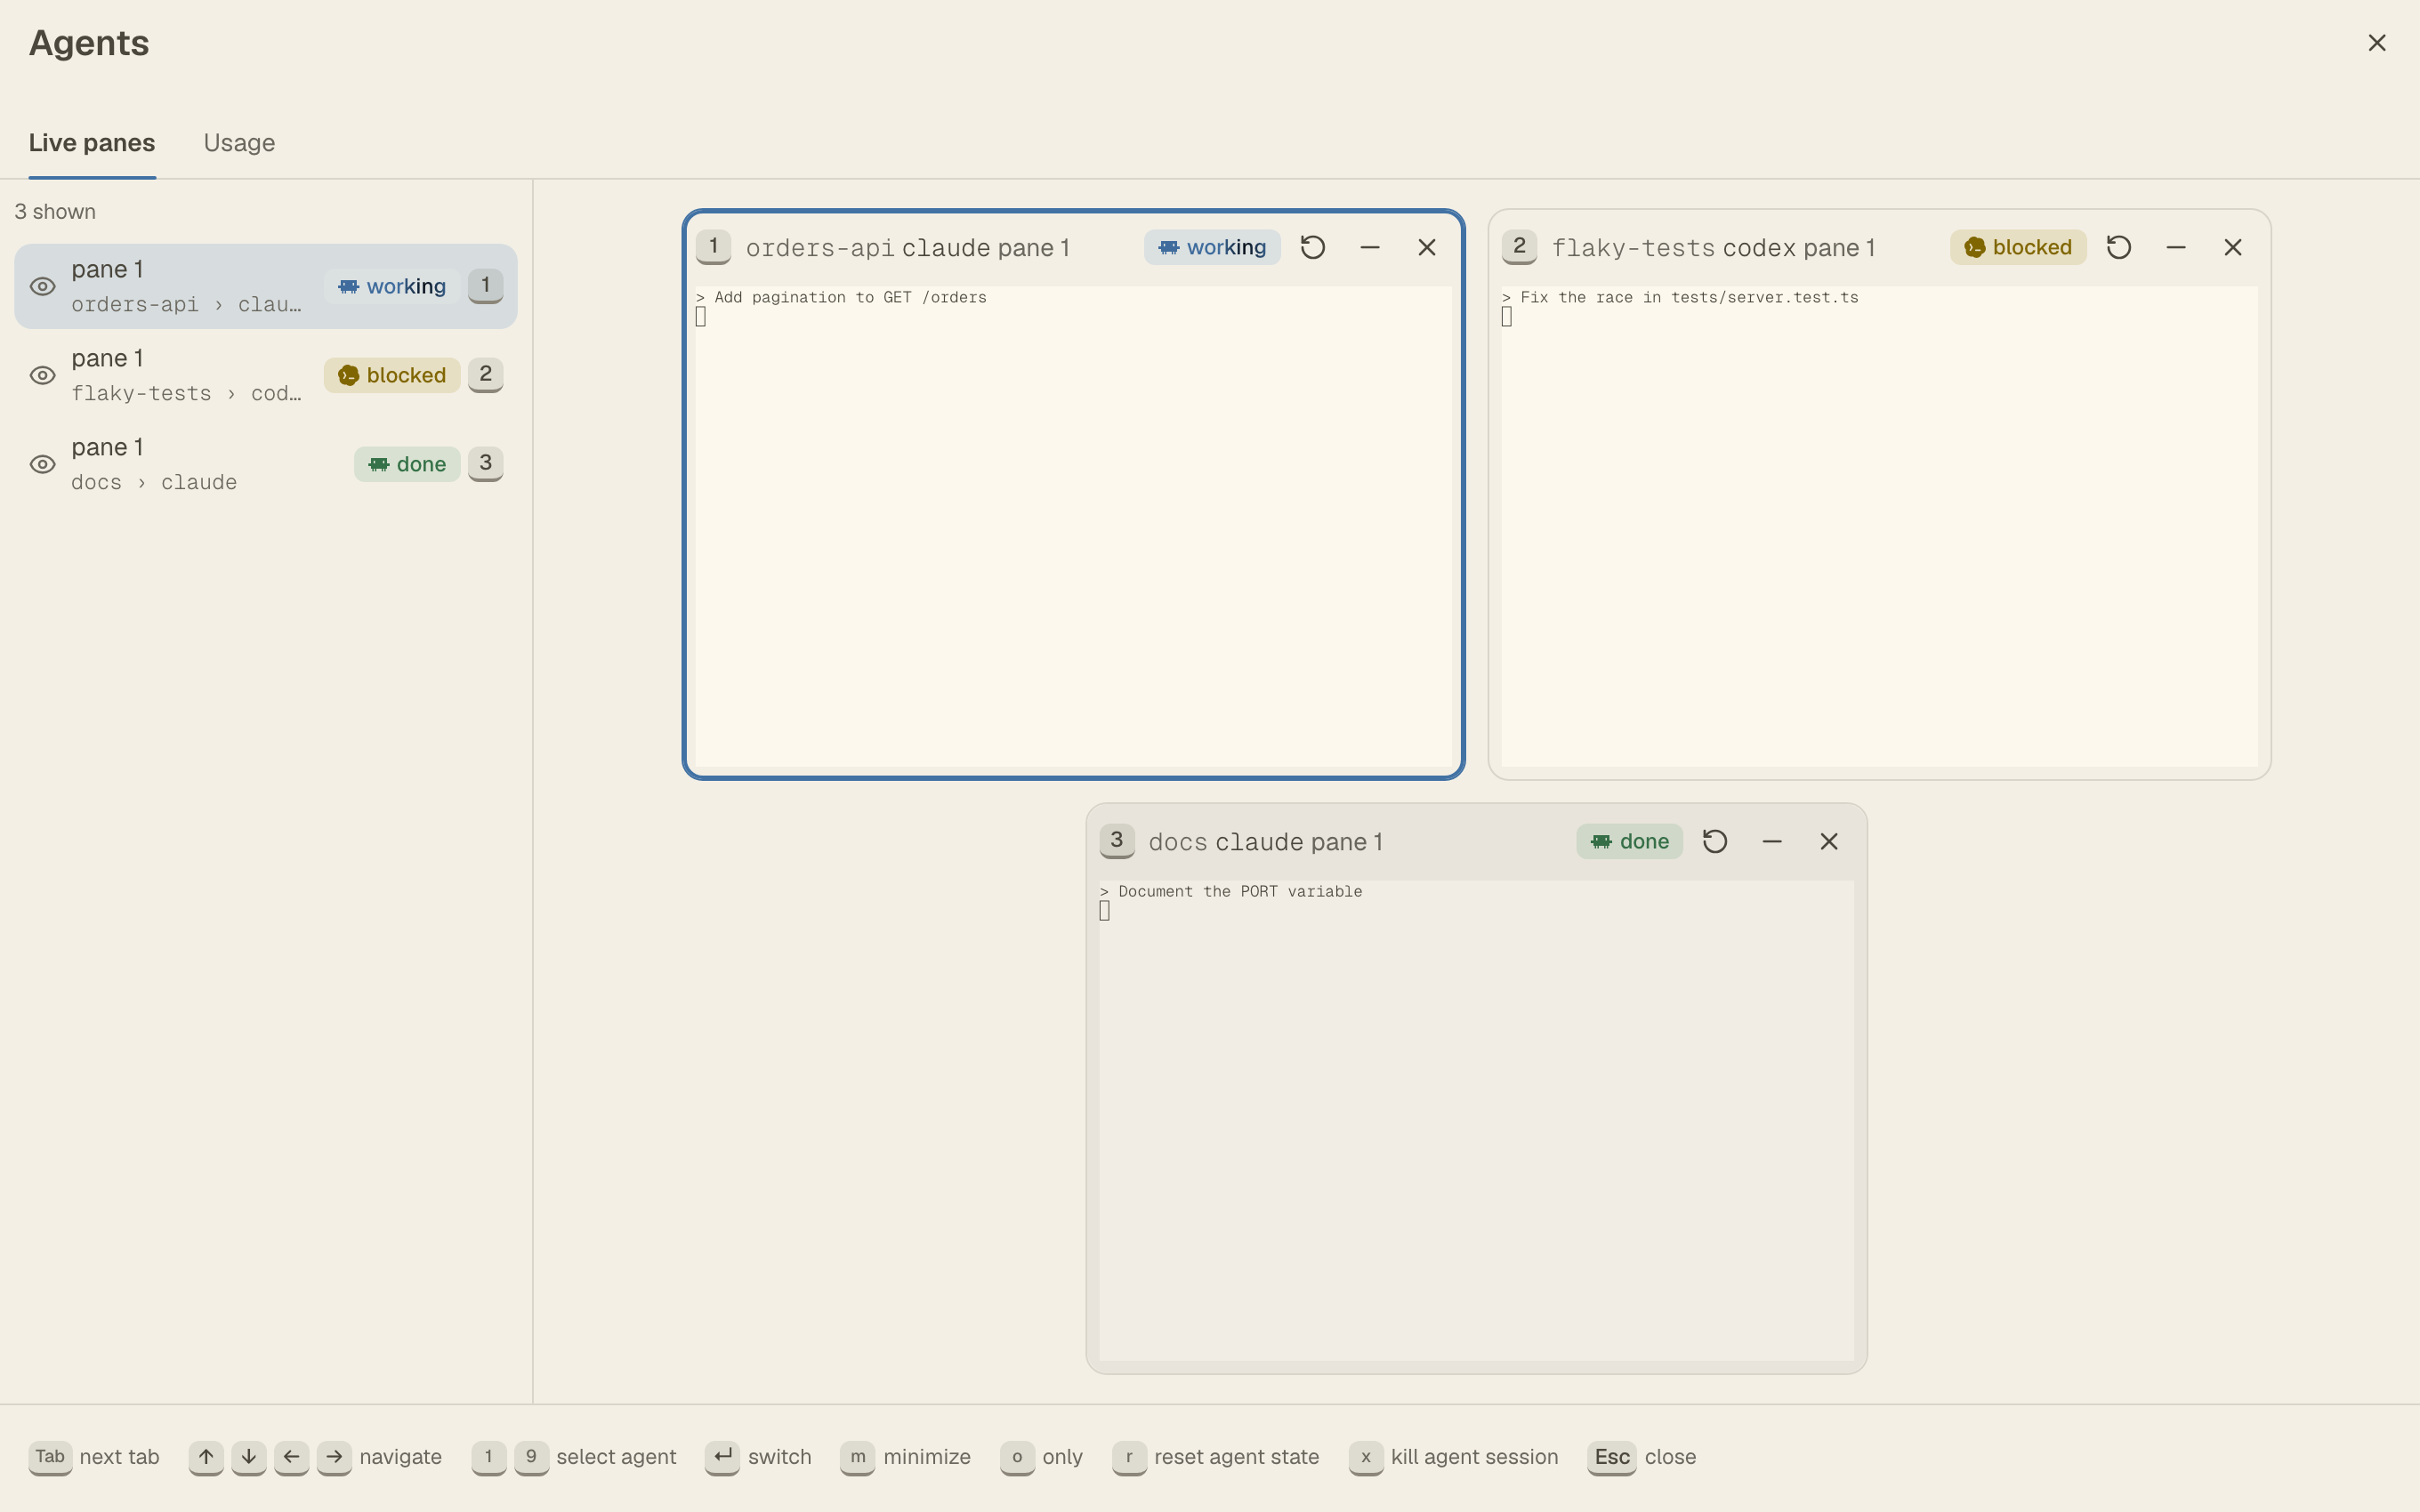 Agents
Live panes Usage
3 shown
pane 1
orders-api › clau…
working 1
pane 1
flaky-tests › cod…
blocked 2
pane 1
docs › claude
done 3
1 orders-api claude pane 1 working
> Add pagination to GET /orders
2 flaky-tests codex pane 1 blocked
> Fix the race in tests/server.test.ts
3 docs claude pane 1 done
> Document the PORT variable
Tab next tab ↑ ↓ ← → navigate 1 9 select agent ↵ switch m minimize o only r reset agent state x kill agent session Esc close